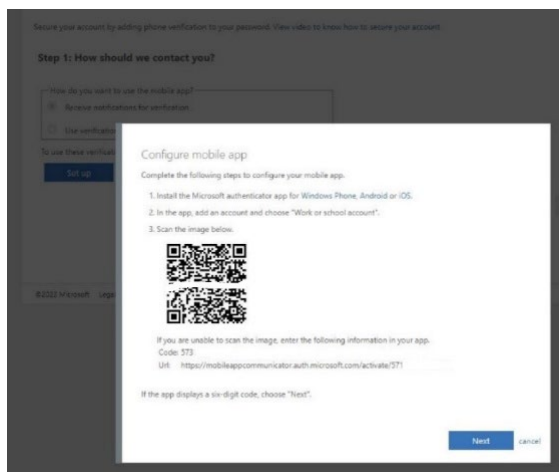 Secure your account by adding phone verification to your password. View video to know how to secure your account
Step 1: How should we contact you?
How do you want to use the mobile app?
Receive notifications for verification
Use verificatio
To use these verificati
Set up
©2023 Microsoft Legal
Configure mobile app
Complete the following steps to configure your mobile app.
1. Install the Microsoft authenticator app for Windows Phone, Android or iOS.
2. In the app, add an account and choose "Work or school account".
3. Scan the image below.
If you are unable to scan the image, enter the following information in your app.
Code: 573
Url: https://mobileappcommunicator.auth.microsoft.com/activate/571
If the app displays a six-digit code, choose "Next".
Next cancel